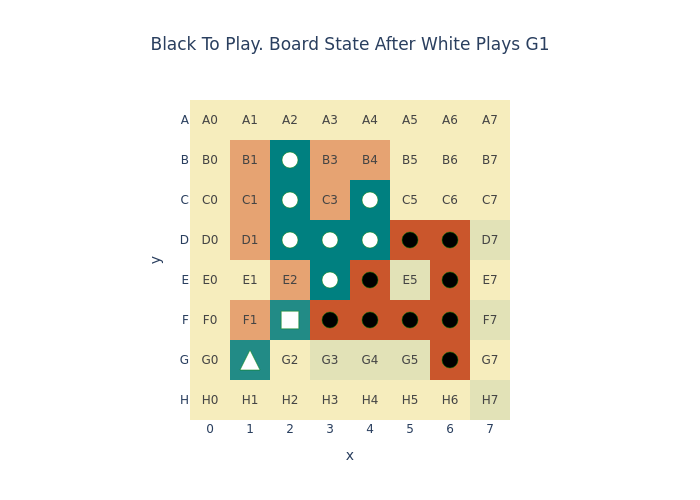 Black To Play. Board State After White Plays G1
A A0 A1 A2 A3 A4 A5 A6 A7
B B0 B1 B3 B4 B5 B6 B7
C C0 C1 C3 C5 C6 C7
D D0 D1 D7
y
E E0 E1 E2 E5 E7
F F0 F1 F7
G G0 G2 G3 G4 G5 G7
H H0 H1 H2 H3 H4 H5 H6 H7
0 1 2 3 4 5 6 7
x